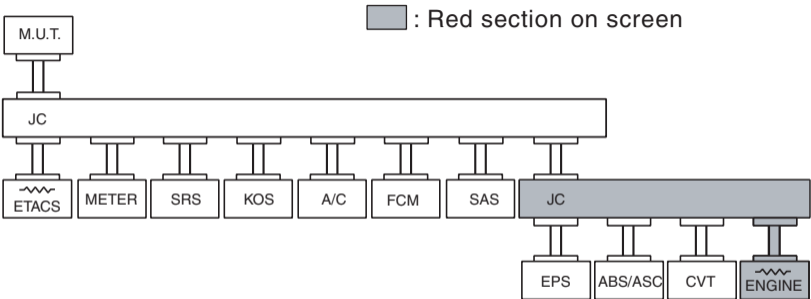 : Red section on screen
M.U.T.
JC
ETACS METER SRS KOS A/C FCM SAS JC
EPS ABS/ASC CVT ENGINE